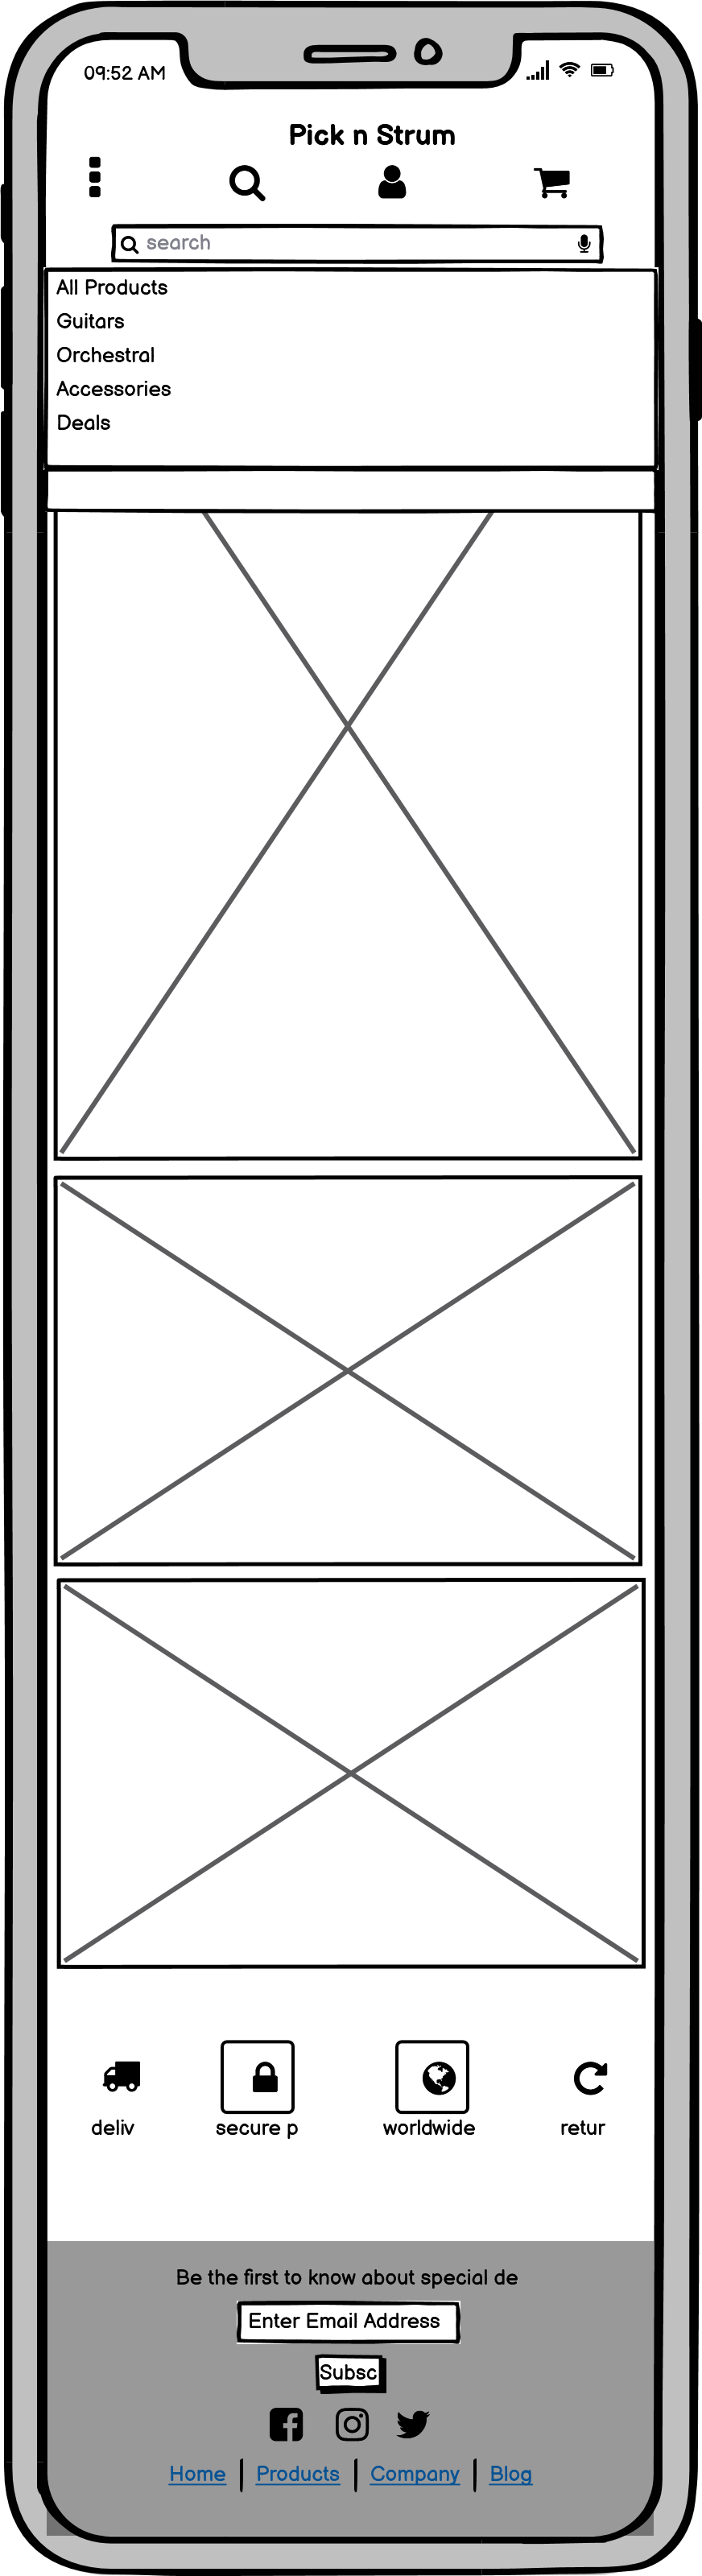 09:52 AM
Pick n Strum
search
All Products
Guitars
Orchestral
Accessories
Deals
deliv secure p worldwide retur
Be the first to know about special de
Enter Email Address
Subsc
Home | Products | Company | Blog